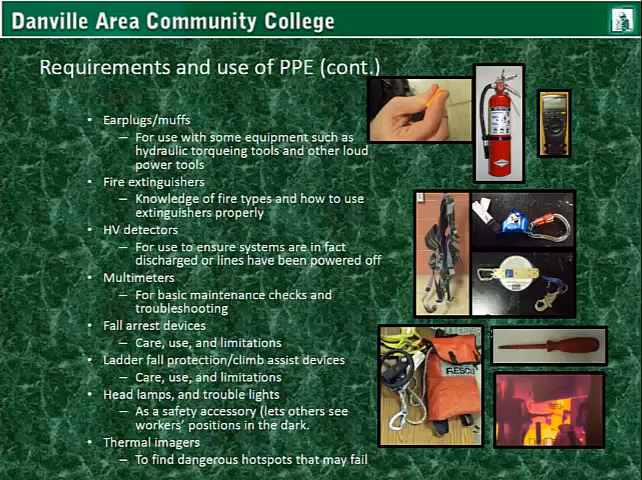 Danville Area Community College
Requirements and use of PPE (cont.)
• Earplugs/muffs
– For use with some equipment such as
hydraulic torqueing tools and other loud
power tools
• Fire extinguishers
– Knowledge of fire types and how to use
extinguishers properly
• HV detectors
– For use to ensure systems are in fact
discharged or lines have been powered off
• Multimeters
– For basic maintenance checks and
troubleshooting
• Fall arrest devices
– Care, use, and limitations
• Ladder fall protection/climb assist devices
– Care, use, and limitations
• Head lamps, and trouble lights
– As a safety accessory (lets others see
workers' positions in the dark.
• Thermal imagers
– To find dangerous hotspots that may fail
RESC